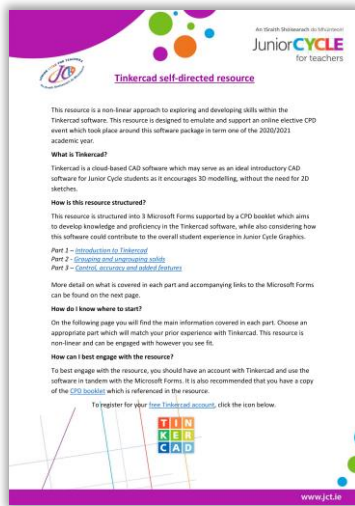 An tSraith Shóisearach do Mhúinteoirí
JuniorCYCLE
for teachers
JCt
Tinkercad self-directed resource
This resource is a non-linear approach to exploring and developing skills within the
Tinkercad software. This resource is designed to emulate and support an online elective CPD
event which took place around this software package in term one of the 2020/2021
academic year.
What is Tinkercad?
Tinkercad is a cloud-based CAD software which may serve as an ideal introductory CAD
software for Junior Cycle students as it encourages 3D modelling, without the need for 2D
sketches.
How is this resource structured?
This resource is structured into 3 Microsoft Forms supported by a CPD booklet which aims
to develop knowledge and proficiency in the Tinkercad software, while also considering how
this software could contribute to the overall student experience in Junior Cycle Graphics.
Part 1 – Introduction to Tinkercad
Part 2 - Grouping and ungrouping solids
Part 3 – Control, accuracy and added features
More detail on what is covered in each part and accompanying links to the Microsoft Forms
can be found on the next page.
How do I know where to start?
On the following page you will find the main information covered in each part. Choose an
appropriate part which will match your prior experience with Tinkercad. This resource is
non-linear and can be engaged with however you see fit.
How can I best engage with the resource?
To best engage with the resource, you should have an account with Tinkercad and use the
software in tandem with the Microsoft Forms. It is also recommended that you have a copy
of the CPD booklet which is referenced in the resource.
To register for your free Tinkercad account, click the icon below.
TIN
KER
CAD
www.jct.ie